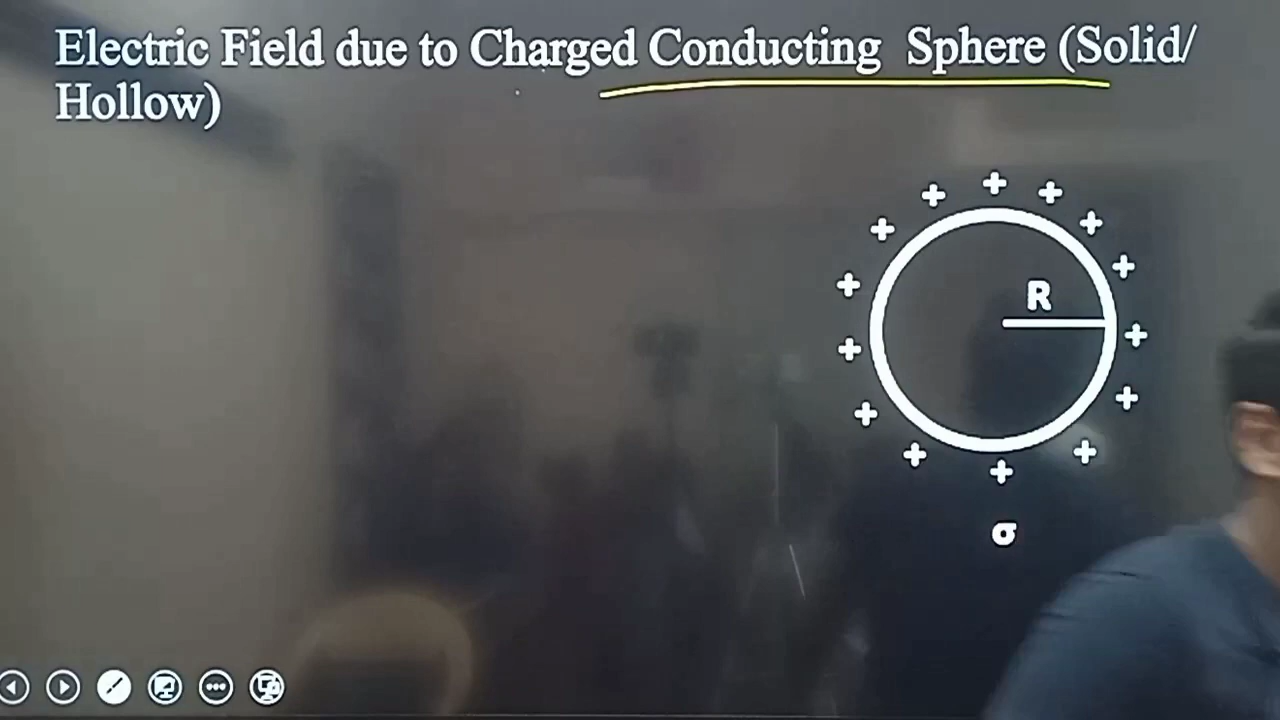 Electric Field due to Charged Conducting Sphere (Solid/
Hollow)
R
σ